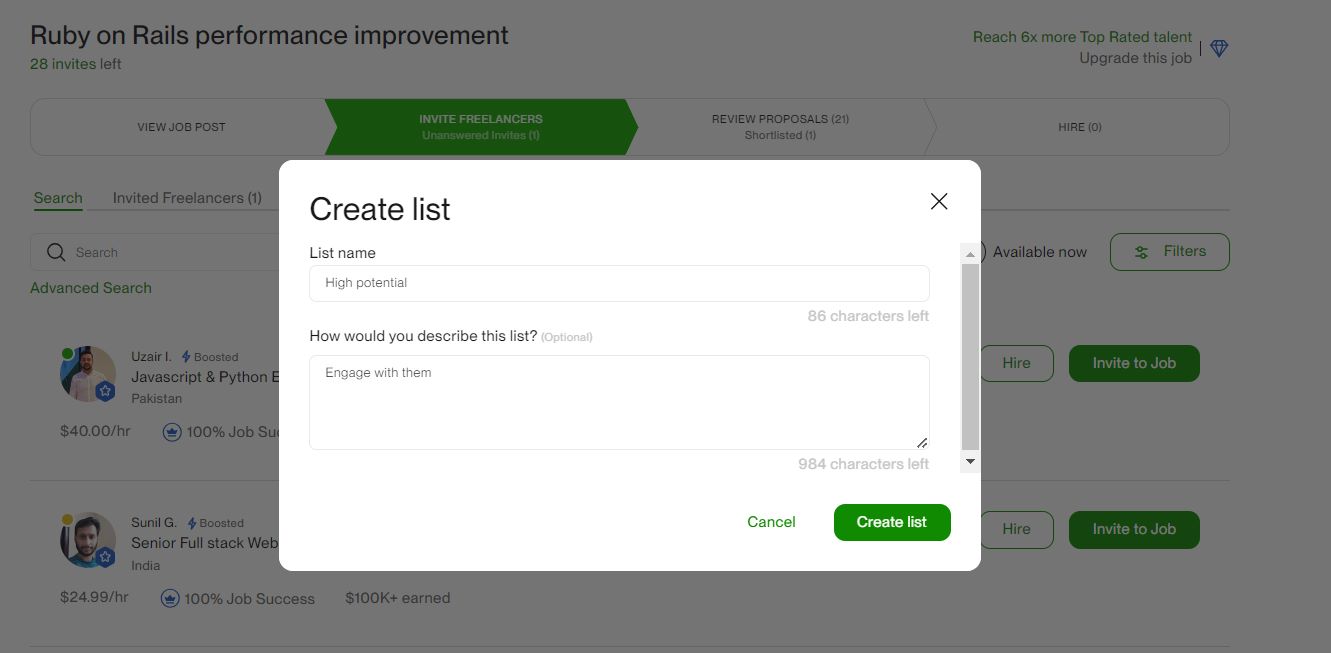 Ruby on Rails performance improvement
28 invites left
Reach 6x more Top Rated talent
Upgrade this job
VIEW JOB POST
INVITE FREELANCERS
Unanswered Invites (1)
REVIEW PROPOSALS (21)
Shortlisted (1)
HIRE (0)
Search
Invited Freelancers (1)
Search
Available now
Filters
Advanced Search
Create list
List name
High potential
86 characters left
How would you describe this list? (Optional)
Engage with them
984 characters left
Cancel
Create list
Uzair I. Boosted
Javascript & Python E
Pakistan
$40.00/hr 100% Job Suc
Hire
Invite to Job
Sunil G. Boosted
Senior Full stack Web
India
$24.99/hr 100% Job Success $100K+ earned
Hire
Invite to Job